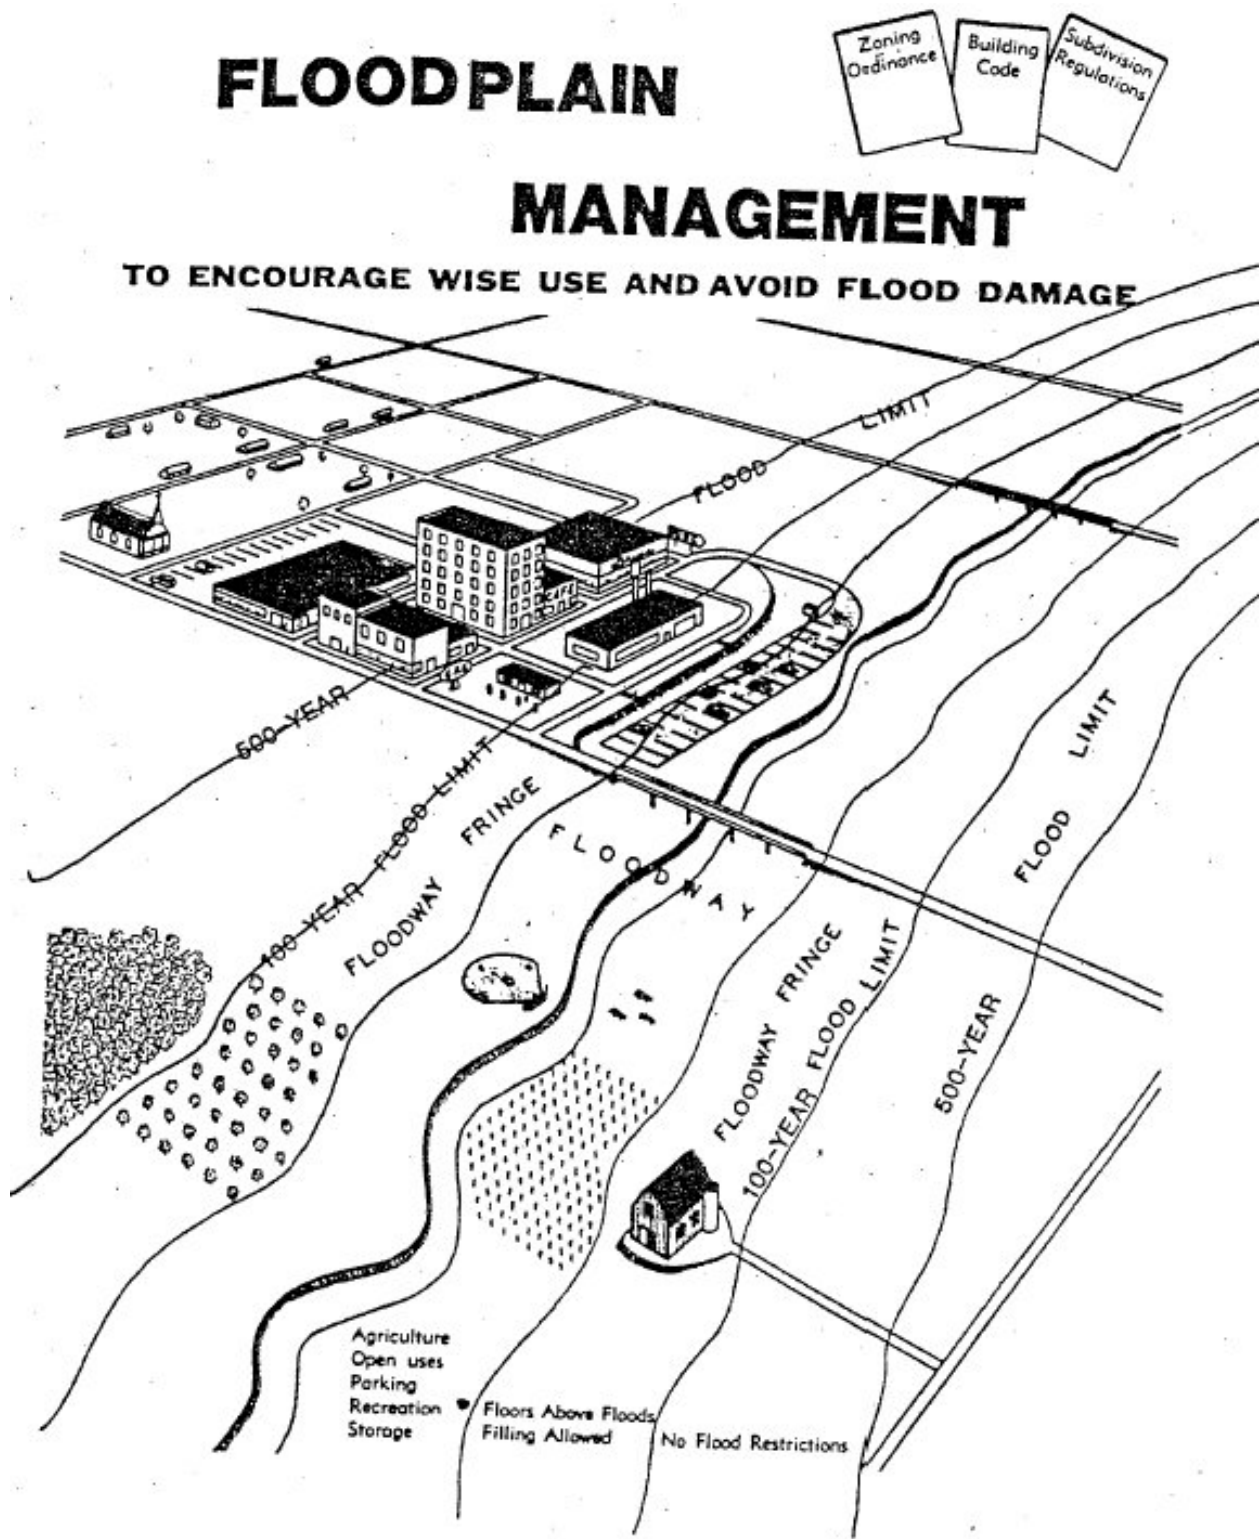 Zoning
Ordinance
Building
Code
Subdivision
Regulations
FLOODPLAIN
MANAGEMENT
TO ENCOURAGE WISE USE AND AVOID FLOOD DAMAGE
FLOOD LIMIT
CAFE
500-YEAR
100-YEAR FLOOD LIMIT
FLOODWAY FRINGE
FLOODWAY
FLOODWAY FRINGE
100-YEAR FLOOD LIMIT
500-YEAR FLOOD LIMIT
Agriculture
Open uses
Parking
Recreation
Storage
Floors Above Floods
Filling Allowed
No Flood Restrictions